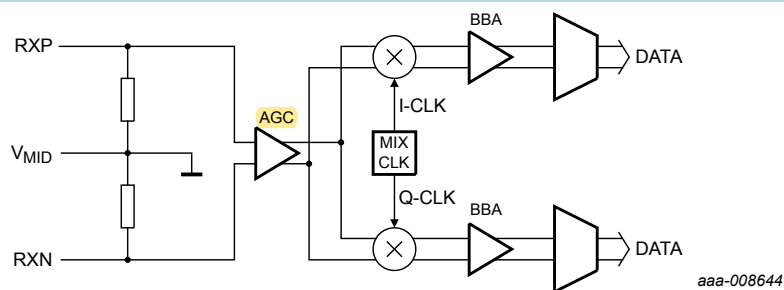 BBA
RXP
DATA
I-CLK
AGC
MIX
CLK
VMID
Q-CLK
BBA
RXN
DATA
aaa-008644